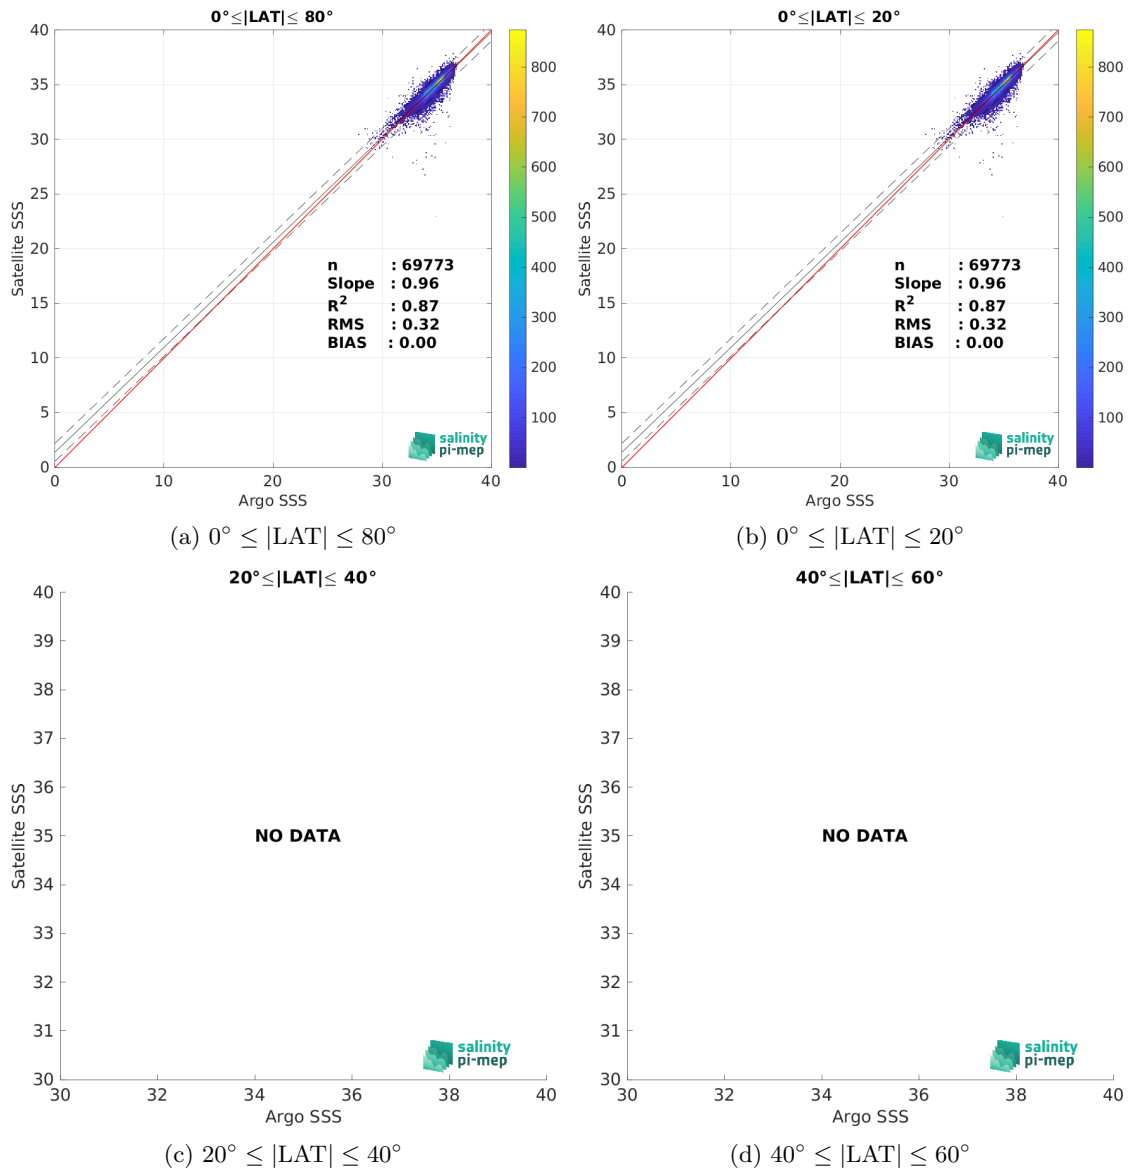 0°≤|LAT|≤ 80°
40
35
30
25
20
15
10
5
0
Satellite SSS
n : 69773
Slope : 0.96
R² : 0.87
RMS : 0.32
BIAS : 0.00
salinity
pi-mep
0 10 20 30 40
Argo SSS
800
700
600
500
400
300
200
100
(a) 0° ≤ |LAT| ≤ 80°
0°≤|LAT|≤ 20°
40
35
30
25
20
15
10
5
0
Satellite SSS
n : 69773
Slope : 0.96
R² : 0.87
RMS : 0.32
BIAS : 0.00
salinity
pi-mep
0 10 20 30 40
Argo SSS
800
700
600
500
400
300
200
100
(b) 0° ≤ |LAT| ≤ 20°
20°≤|LAT|≤ 40°
40
39
38
37
36
35
34
33
32
31
30
Satellite SSS
NO DATA
salinity
pi-mep
30 32 34 36 38 40
Argo SSS
(c) 20° ≤ |LAT| ≤ 40°
40°≤|LAT|≤ 60°
40
39
38
37
36
35
34
33
32
31
30
Satellite SSS
NO DATA
salinity
pi-mep
30 32 34 36 38 40
Argo SSS
(d) 40° ≤ |LAT| ≤ 60°